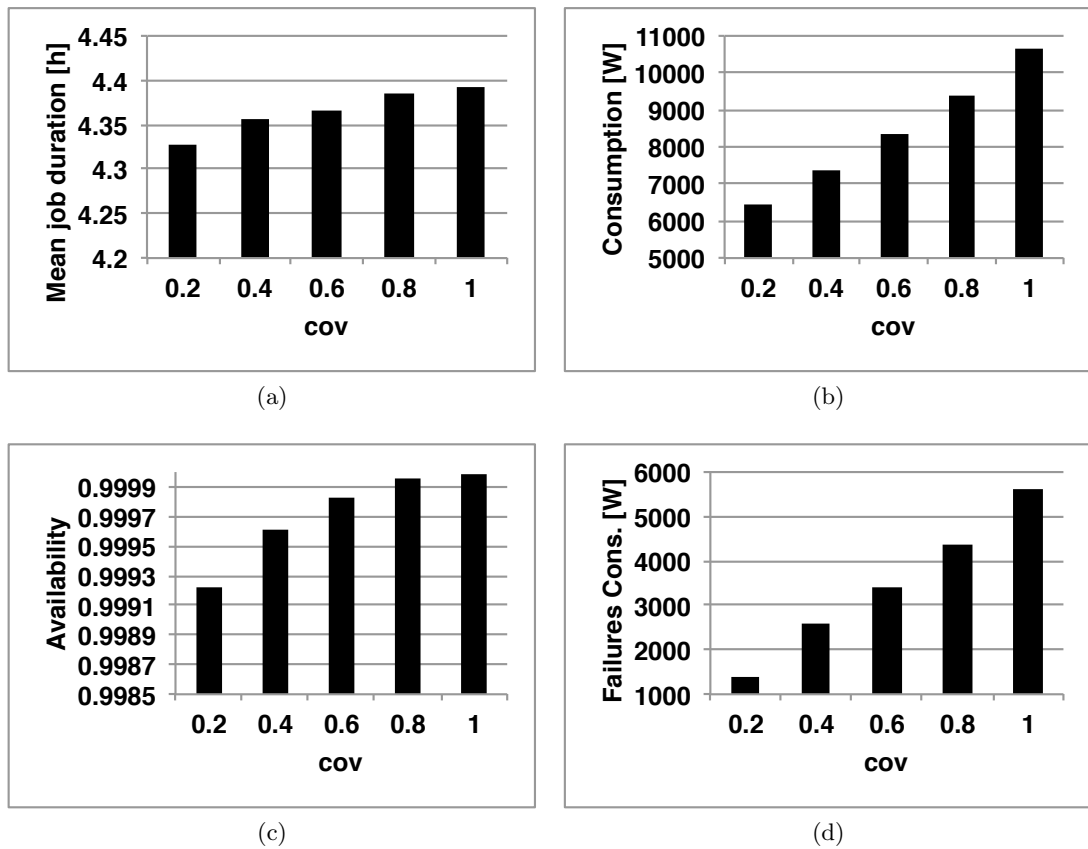 Mean job duration [h]
4.45
4.4
4.35
4.3
4.25
4.2
0.2 0.4 0.6 0.8 1
cov
(a)
Consumption [W]
11000
10000
9000
8000
7000
6000
5000
0.2 0.4 0.6 0.8 1
cov
(b)
Availability
0.9999
0.9997
0.9995
0.9993
0.9991
0.9989
0.9987
0.9985
0.2 0.4 0.6 0.8 1
cov
(c)
Failures Cons. [W]
6000
5000
4000
3000
2000
1000
0.2 0.4 0.6 0.8 1
cov
(d)